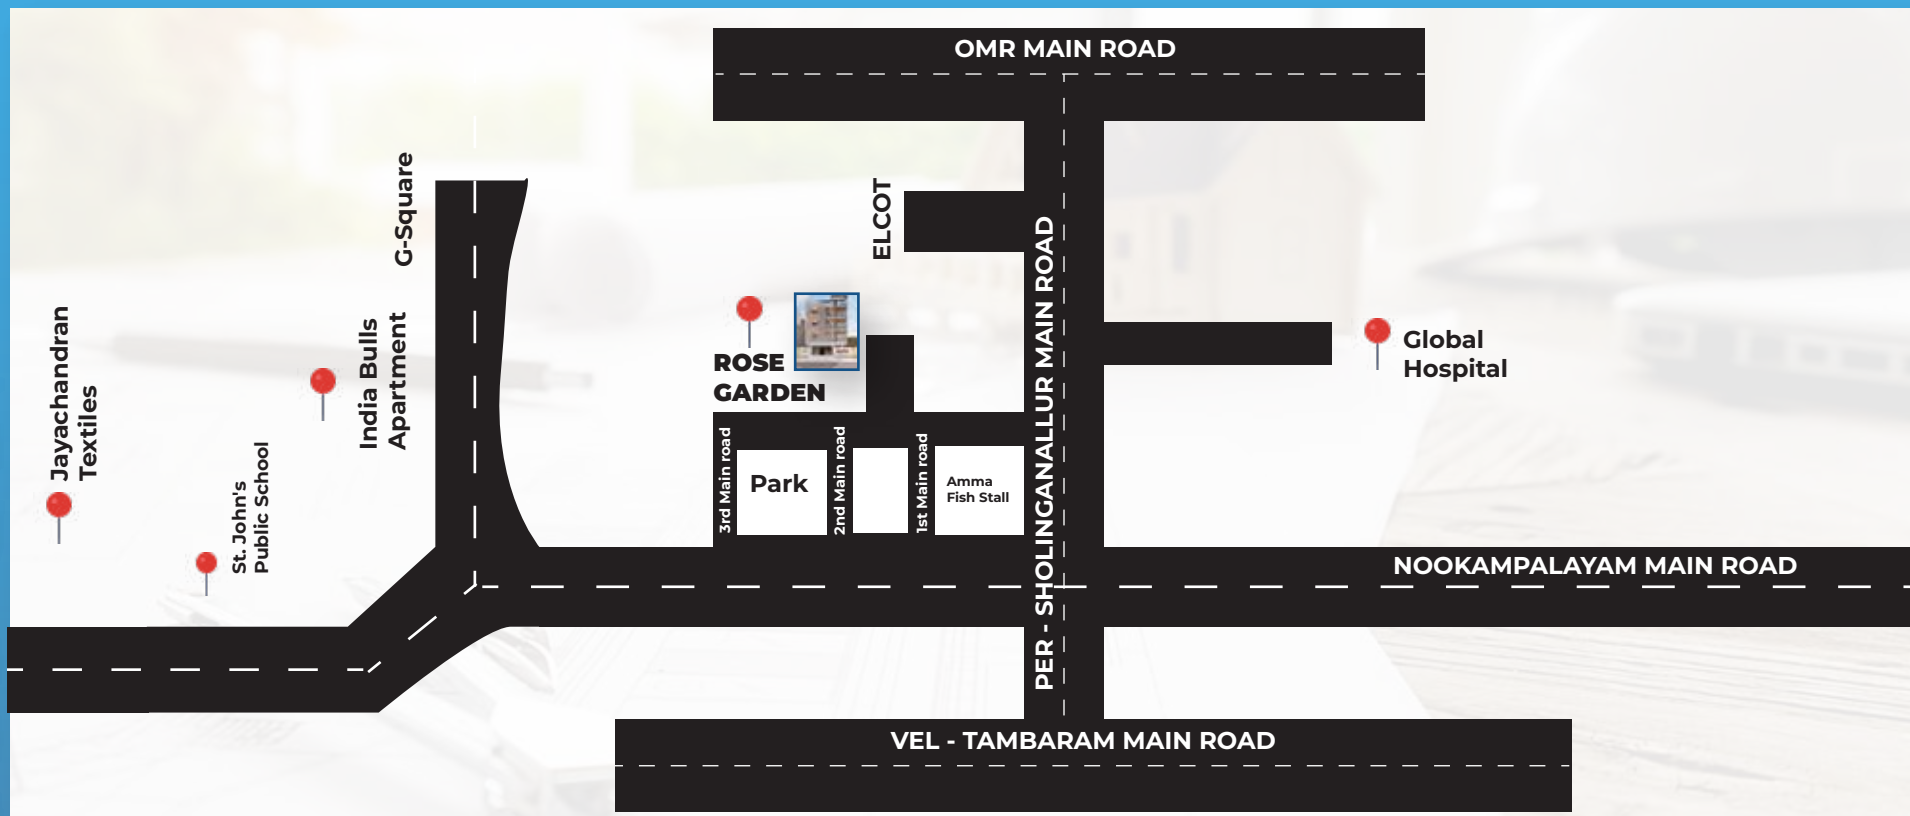 OMR MAIN ROAD
G-Square
ELCOT
PER - SHOLINGANALLUR MAIN ROAD
Jayachandran
Textiles
India Bulls
Apartment
ROSE
GARDEN
Global
Hospital
St. John's
Public School
3rd Main road
Park
2nd Main road
1st Main road
Amma
Fish Stall
NOOKAMPALAYAM MAIN ROAD
VEL - TAMBARAM MAIN ROAD